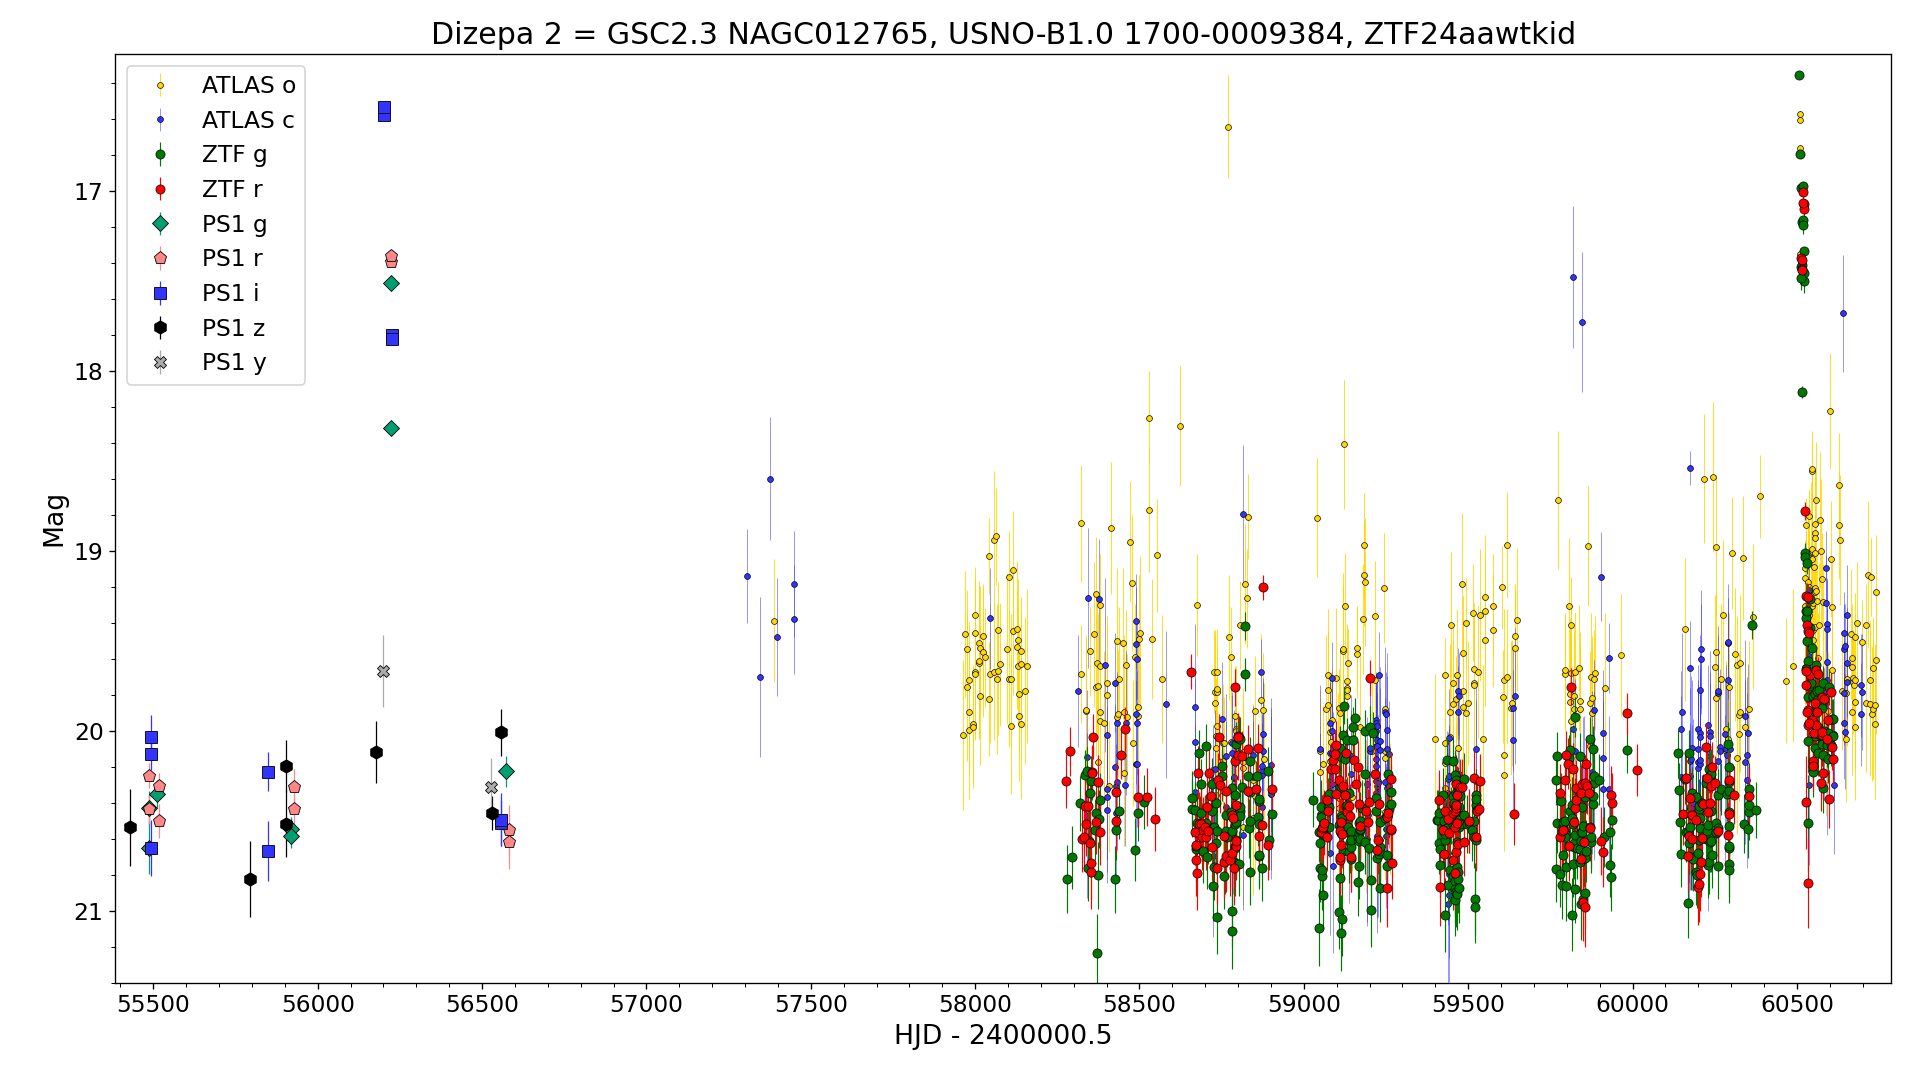 Dizepa 2 = GSC2.3 NAGC012765, USNO-B1.0 1700-0009384, ZTF24aawtkid
ATLAS o
ATLAS c
ZTF g
ZTF r
PS1 g
PS1 r
PS1 i
PS1 z
PS1 y
Mag
17
18
19
20
21
55500 56000 56500 57000 57500 58000 58500 59000 59500 60000 60500
HJD - 2400000.5